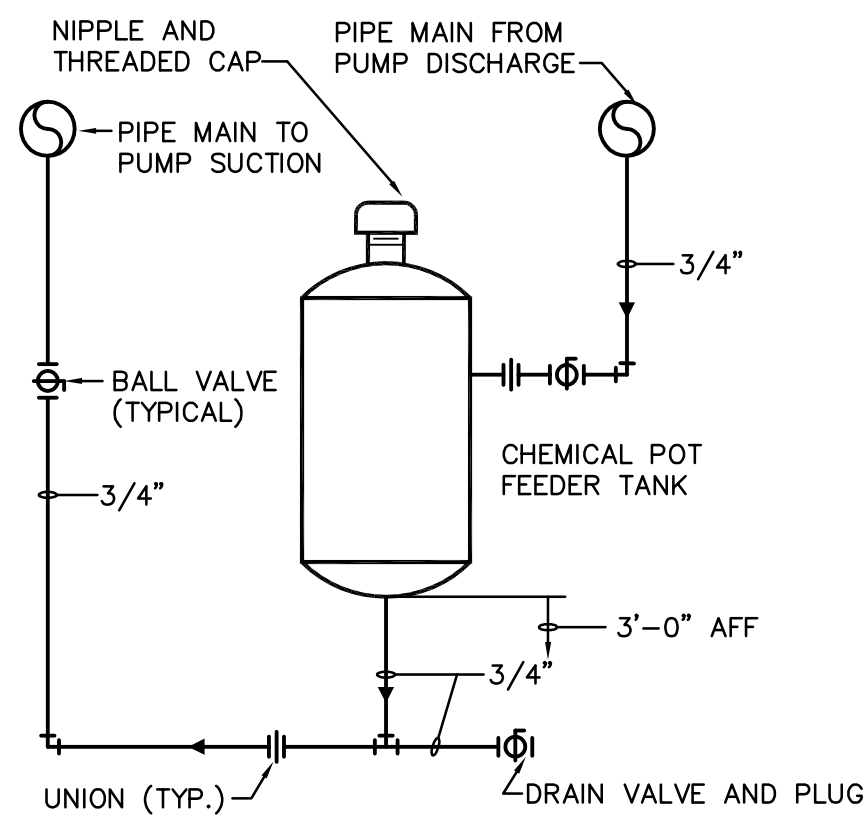 NIPPLE AND
THREADED CAP
PIPE MAIN FROM
PUMP DISCHARGE
PIPE MAIN TO
PUMP SUCTION
3/4"
BALL VALVE
(TYPICAL)
CHEMICAL POT
FEEDER TANK
3/4"
3'-0" AFF
3/4"
UNION (TYP.)
DRAIN VALVE AND PLUG